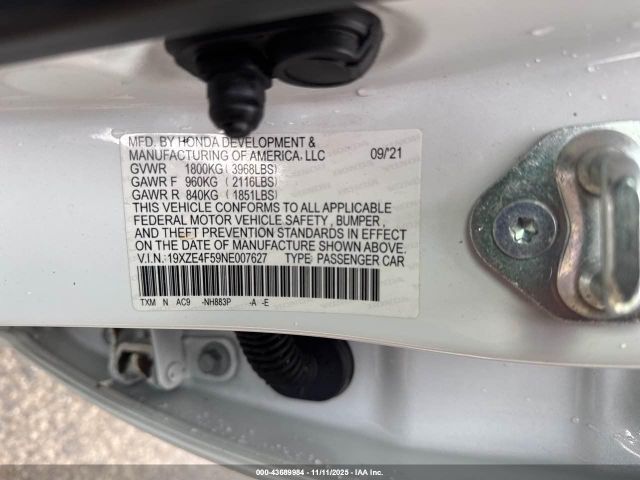 MFD. BY HONDA DEVELOPMENT &
MANUFACTURING OF AMERICA, LLC 09/'21
GVWR 1800KG ( 3968LBS)
GAWR F 960KG ( 2116LBS)
GAWR R 840KG ( 1851LBS)
THIS VEHICLE CONFORMS TO ALL APPLICABLE
FEDERAL MOTOR VEHICLE SAFETY , BUMPER ,
AND THEFT PREVENTION STANDARDS IN EFFECT
ON THE DATE OF MANUFACTURE SHOWN ABOVE.
V.I.N.: 19XZE4F59NE007627 TYPE: PASSENGER CAR
TXM N AC9 -NH883P -A -E
000-43689984 - 11/11/2025 - IAA Inc.